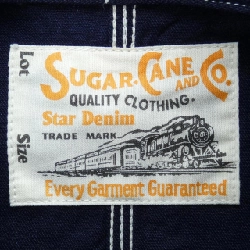 SUGAR CANE AND CO.
QUALITY CLOTHING.
Star Denim
TRADE MARK
Every Garment Guaranteed
Lot
Size